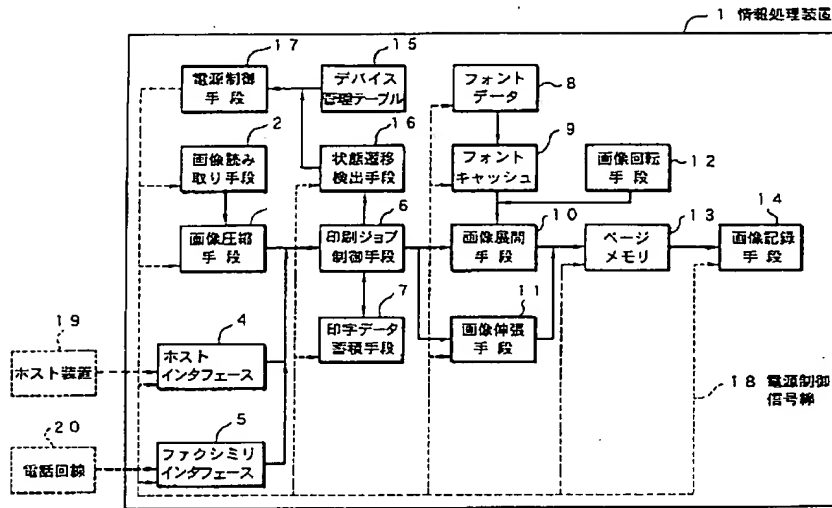 1 情報処理装置
17
電源制御
手段
15
デバイス
管理テーブル
フォント
データ
8
2
画像読み
取り手段
16
状態遷移
検出手段
9
フォント
キャッシュ
画像回転
手段
12
画像圧縮
手段
6
印刷ジョブ
制御手段
10
画像展開
手段
13
ページ
メモリ
14
画像記録
手段
7
印字データ
蓄積手段
11
画像伸張
手段
19
ホスト装置
4
ホスト
インタフェース
18 電源制御
信号線
20
電話回線
5
ファクシミリ
インタフェース